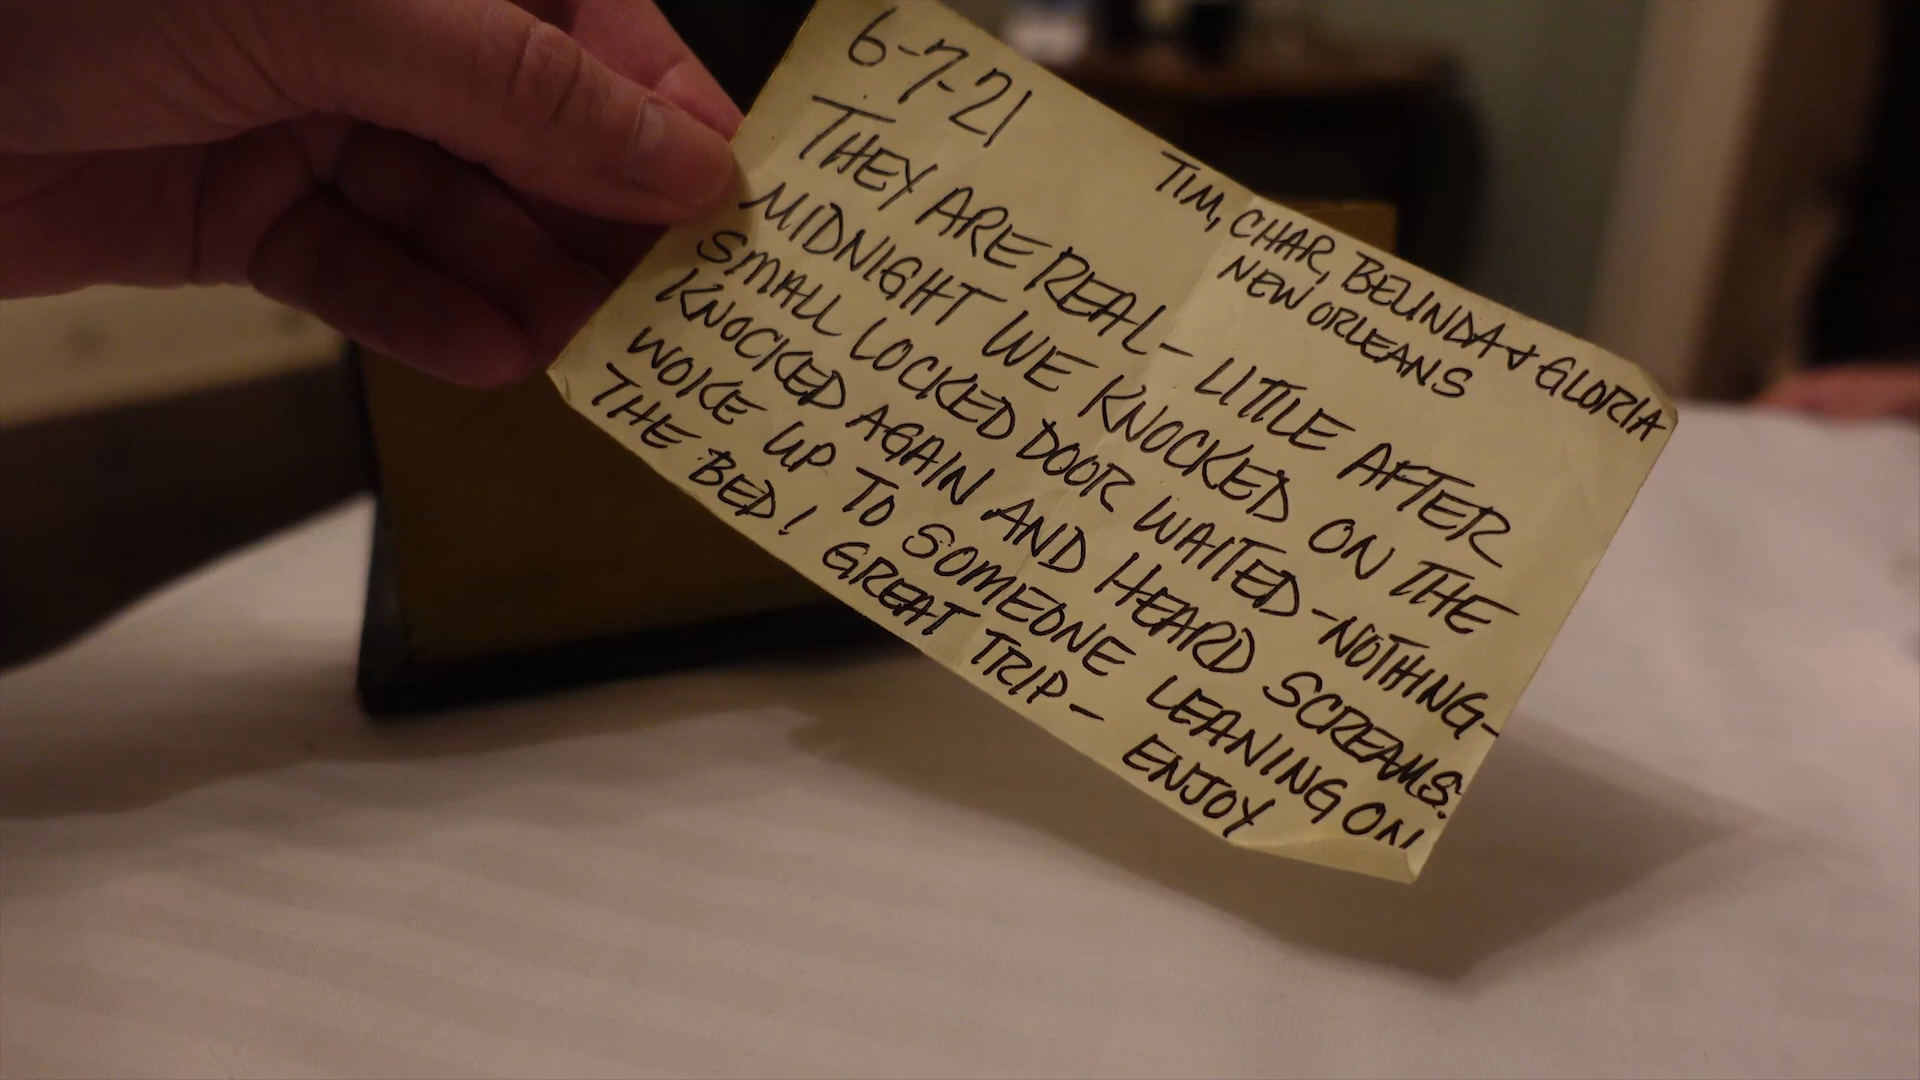 6-7-21
TIM, CHAR, BELINDA & GLORIA
NEW ORLEANS
THEY ARE REAL- LITTLE AFTER
MIDNIGHT WE KNOCKED ON THE
SMALL LOCKED DOOR WAITED-NOTHING-
KNOCKED AGAIN AND HEARD SCREAMS.
WOKE UP TO SOMEONE LEANING ON
THE BED! GREAT TRIP- ENJOY